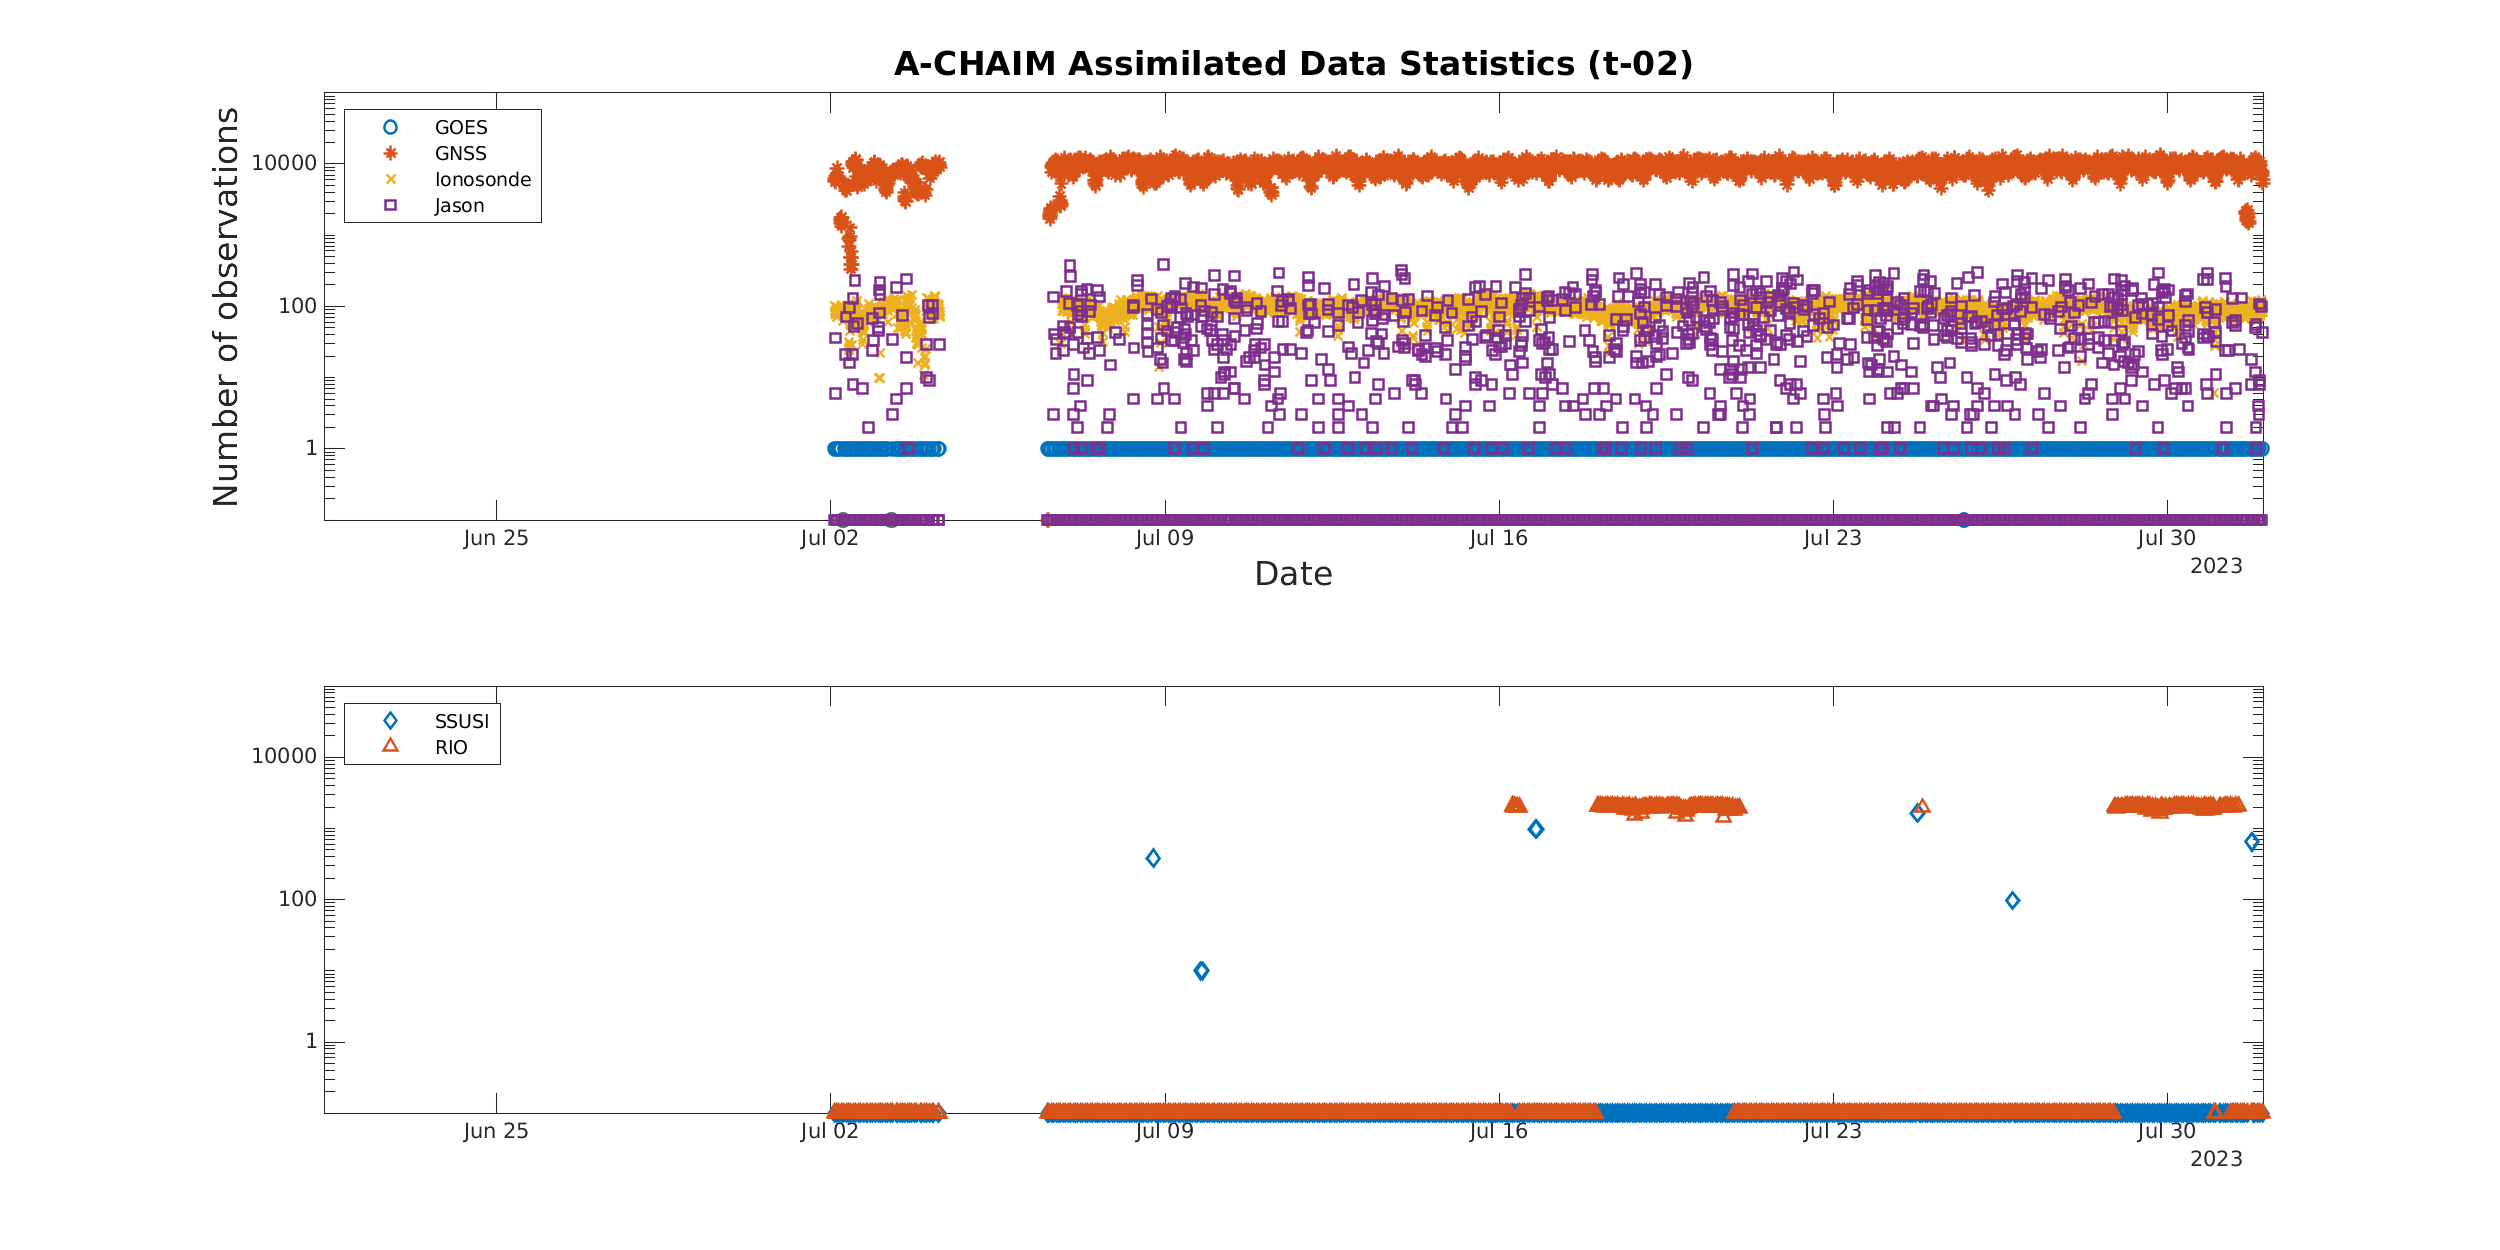 A-CHAIM Assimilated Data Statistics (t-02)
Number of observations
GOES
GNSS
Ionosonde
Jason
10000
100
1
Jun 25
Jul 02
Jul 09
Jul 16
Jul 23
Jul 30
2023
Date
SSUSI
RIO
10000
100
1
Jun 25
Jul 02
Jul 09
Jul 16
Jul 23
Jul 30
2023